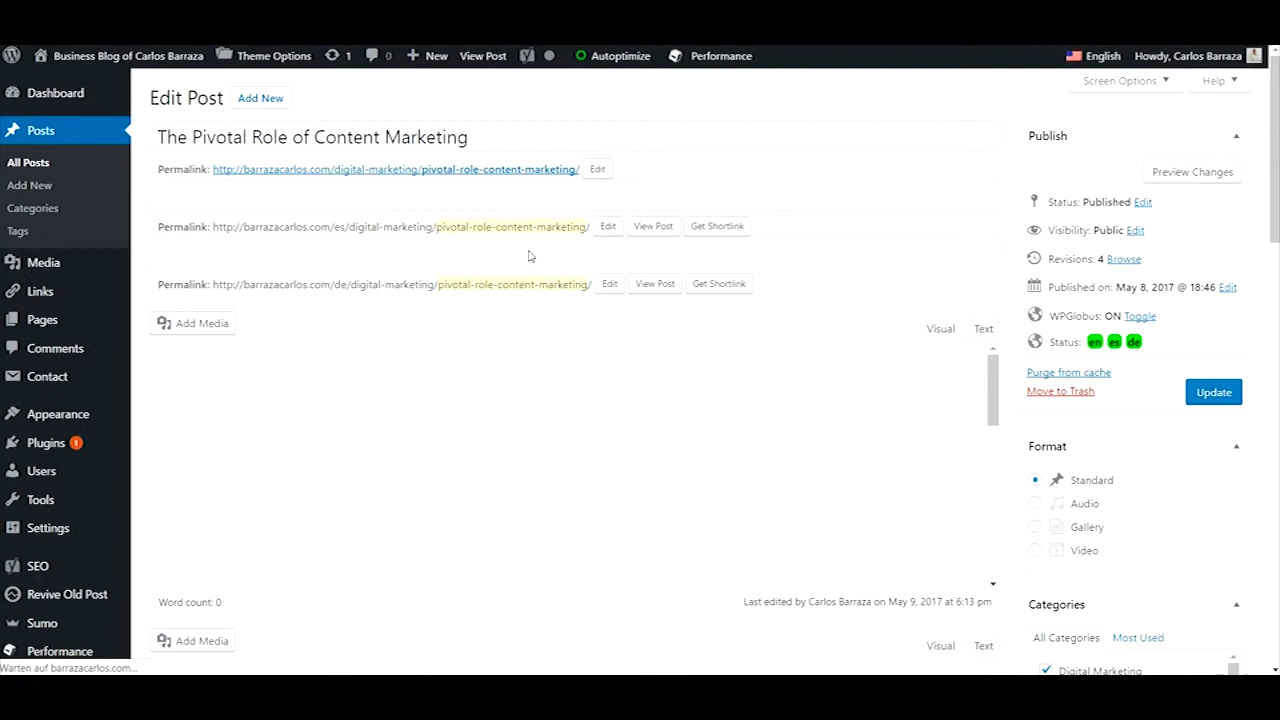 Business Blog of Carlos Barraza Theme Options 1 0 New View Post Autoptimize Performance English Howdy, Carlos Barraza
Screen Options Help
Dashboard
Posts
All Posts
Add New
Categories
Tags
Media
Links
Pages
Comments
Contact
Appearance
Plugins 1
Users
Tools
Settings
SEO
Revive Old Post
Sumo
Performance
Warten auf barrazacarlos.com...
Edit Post Add New
The Pivotal Role of Content Marketing
Permalink: http://barrazacarlos.com/digital-marketing/pivotal-role-content-marketing/ Edit
Permalink: http://barrazacarlos.com/es/digital-marketing/pivotal-role-content-marketing/ Edit View Post Get Shortlink
Permalink: http://barrazacarlos.com/de/digital-marketing/pivotal-role-content-marketing/ Edit View Post Get Shortlink
Add Media Visual Text
Word count: 0 Last edited by Carlos Barraza on May 9, 2017 at 6:13 pm
Add Media Visual Text
Publish
Preview Changes
Status: Published Edit
Visibility: Public Edit
Revisions: 4 Browse
Published on: May 8, 2017 @ 18:46 Edit
WPGlobus: ON Toggle
Status: en es de
Purge from cache
Move to Trash Update
Format
Standard
Audio
Gallery
Video
Categories
All Categories Most Used
Digital Marketing